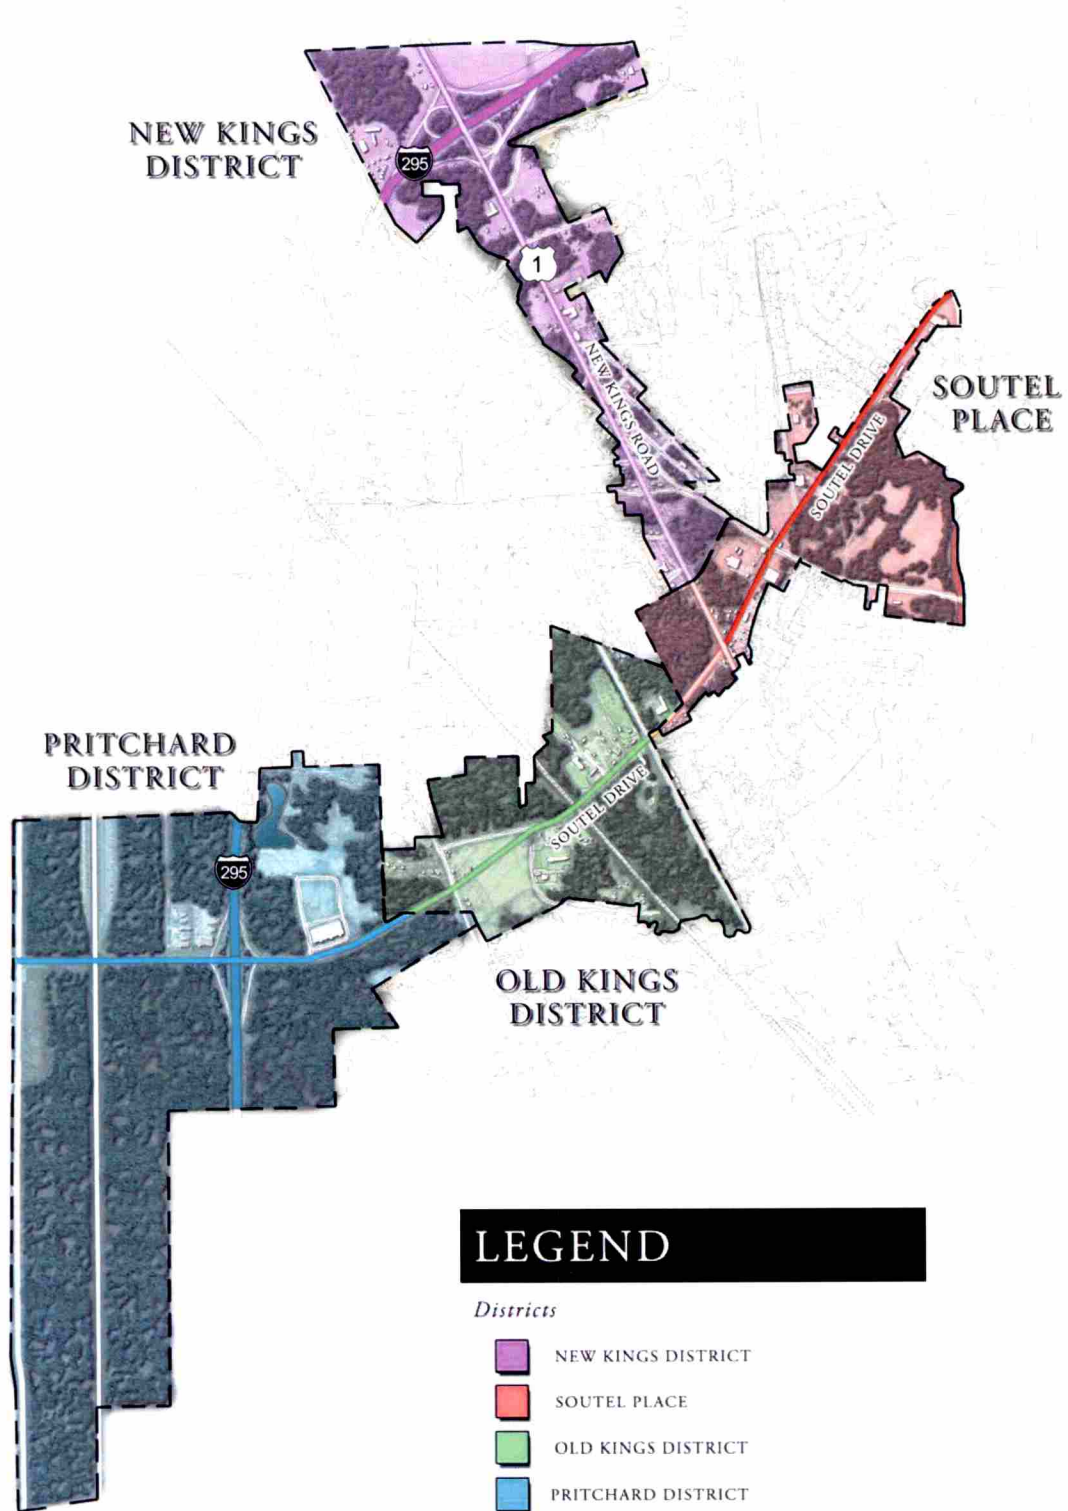 NEW KINGS
DISTRICT
295
1
NEW KINGS ROAD
SOUTEL
PLACE
SOUTEL DRIVE
PRITCHARD
DISTRICT
295
SOUTEL DRIVE
OLD KINGS
DISTRICT
LEGEND
Districts
NEW KINGS DISTRICT
SOUTEL PLACE
OLD KINGS DISTRICT
PRITCHARD DISTRICT